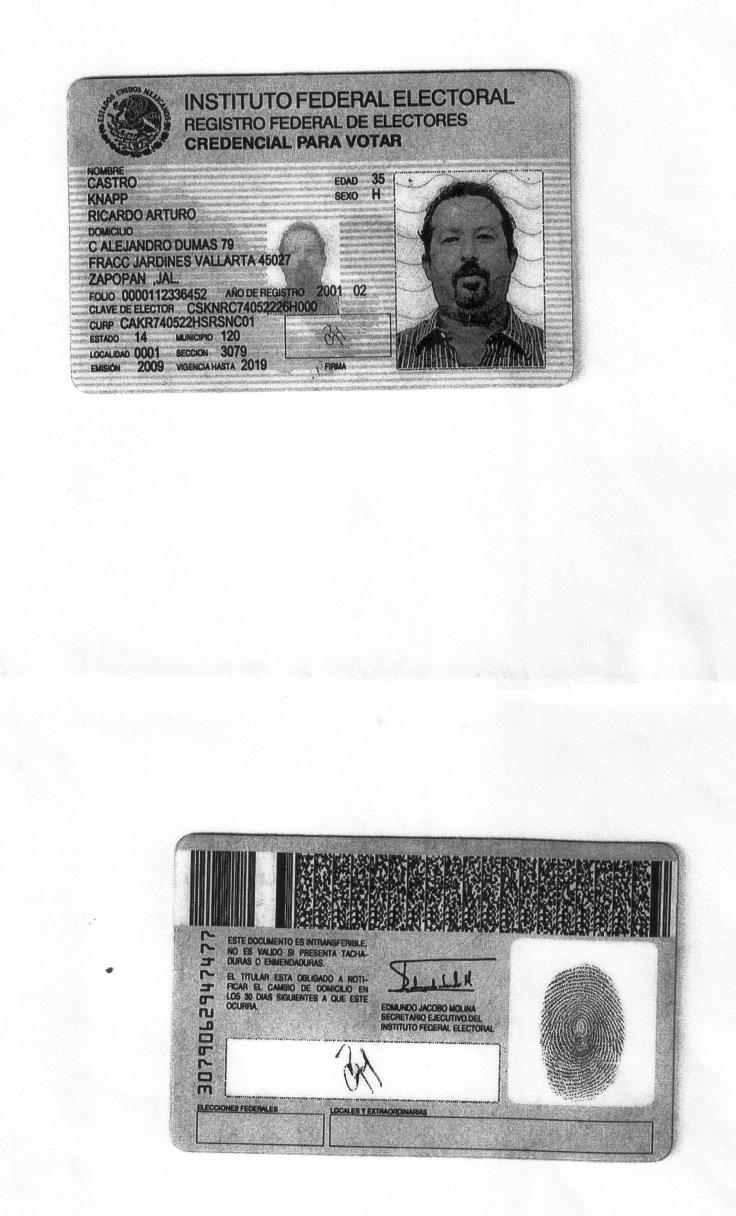 ESTADOS UNIDOS MEXICANOS
INSTITUTO FEDERAL ELECTORAL
REGISTRO FEDERAL DE ELECTORES
CREDENCIAL PARA VOTAR
NOMBRE
CASTRO
KNAPP
RICARDO ARTURO
EDAD 35
SEXO H
DOMICILIO
C ALEJANDRO DUMAS 79
FRACC JARDINES VALLARTA 45027
ZAPOPAN ,JAL.
FOLIO 0000112336452 AÑO DE REGISTRO 2001 02
CLAVE DE ELECTOR CSKNRC74052226H000
CURP CAKR740522HSRSNC01
ESTADO 14 MUNICIPIO 120
LOCALIDAD 0001 SECCION 3079
EMISIÓN 2009 VIGENCIA HASTA 2019 FIRMA
3079062947477
ESTE DOCUMENTO ES INTRANSFERIBLE,
NO ES VALIDO SI PRESENTA TACHA-
DURAS O ENMENDADURAS.
EL TITULAR ESTA OBLIGADO A NOTI-
FICAR EL CAMBIO DE DOMICILIO EN
LOS 30 DIAS SIGUIENTES A QUE ESTE
OCURRA.
EDMUNDO JACOBO MOLINA
SECRETARIO EJECUTIVO DEL
INSTITUTO FEDERAL ELECTORAL
ELECCIONES FEDERALES
LOCALES Y EXTRAORDINARIAS